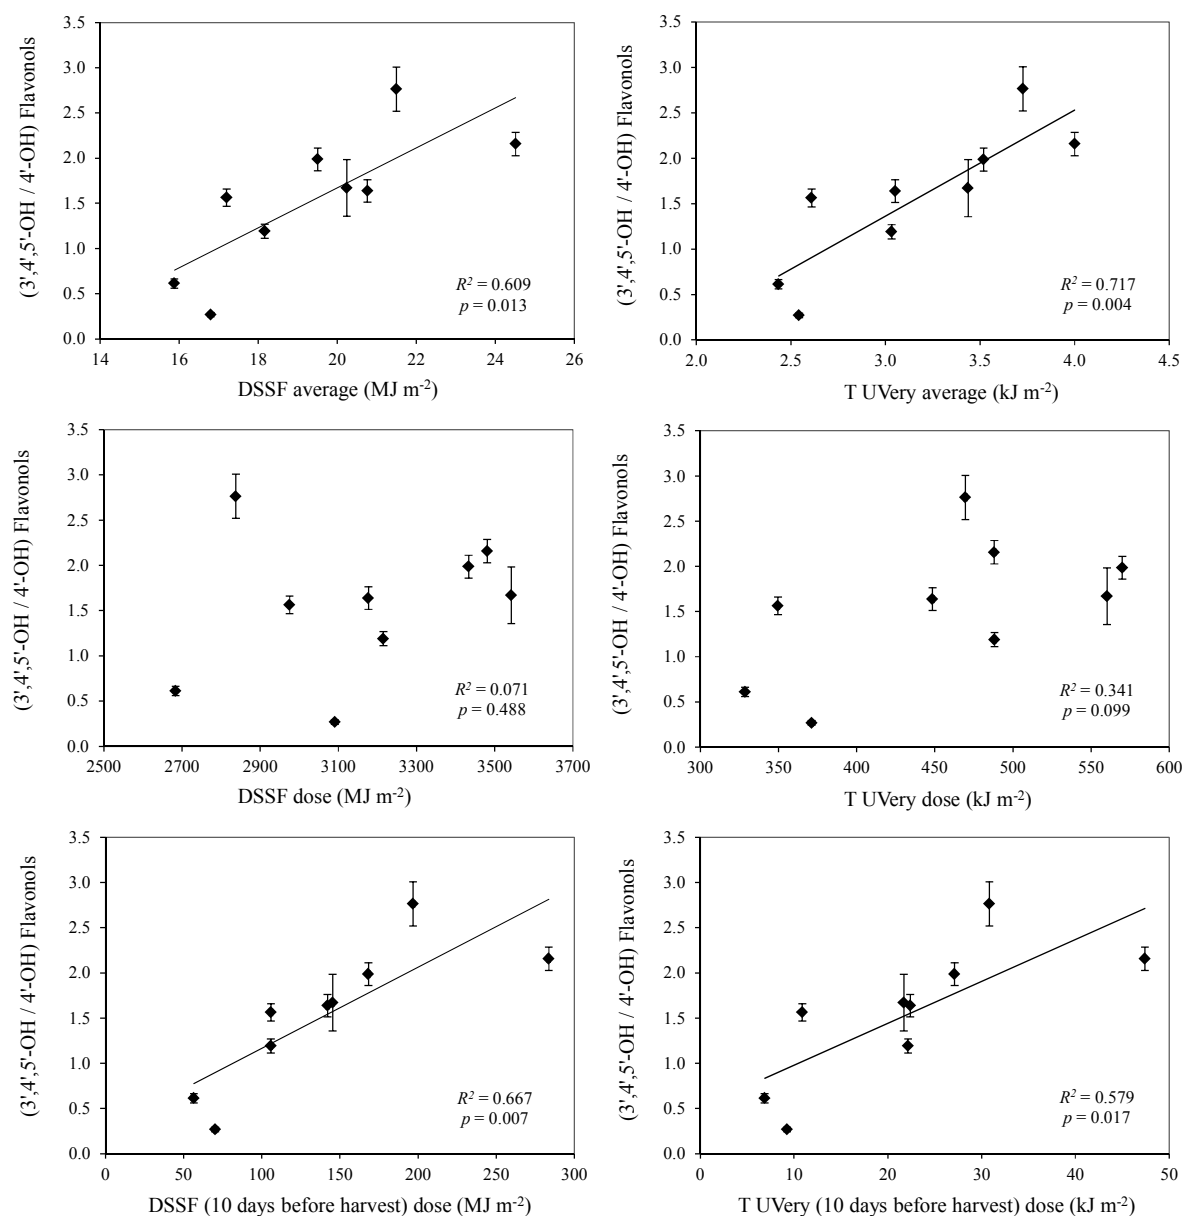 (3',4',5'-OH / 4'-OH) Flavonols
3.5
3.0
2.5
2.0
1.5
1.0
0.5
0.0
14 16 18 20 22 24 26
R² = 0.609
p = 0.013
DSSF average (MJ m⁻²)
(3',4',5'-OH / 4'-OH) Flavonols
3.5
3.0
2.5
2.0
1.5
1.0
0.5
0.0
2.0 2.5 3.0 3.5 4.0 4.5
R² = 0.717
p = 0.004
T UVery average (kJ m⁻²)
(3',4',5'-OH / 4'-OH) Flavonols
3.5
3.0
2.5
2.0
1.5
1.0
0.5
0.0
2500 2700 2900 3100 3300 3500 3700
R² = 0.071
p = 0.488
DSSF dose (MJ m⁻²)
(3',4',5'-OH / 4'-OH) Flavonols
3.5
3.0
2.5
2.0
1.5
1.0
0.5
0.0
300 350 400 450 500 550 600
R² = 0.341
p = 0.099
T UVery dose (kJ m⁻²)
(3',4',5'-OH / 4'-OH) Flavonols
3.5
3.0
2.5
2.0
1.5
1.0
0.5
0.0
0 50 100 150 200 250 300
R² = 0.667
p = 0.007
DSSF (10 days before harvest) dose (MJ m⁻²)
(3',4',5'-OH / 4'-OH) Flavonols
3.5
3.0
2.5
2.0
1.5
1.0
0.5
0.0
0 10 20 30 40 50
R² = 0.579
p = 0.017
T UVery (10 days before harvest) dose (kJ m⁻²)